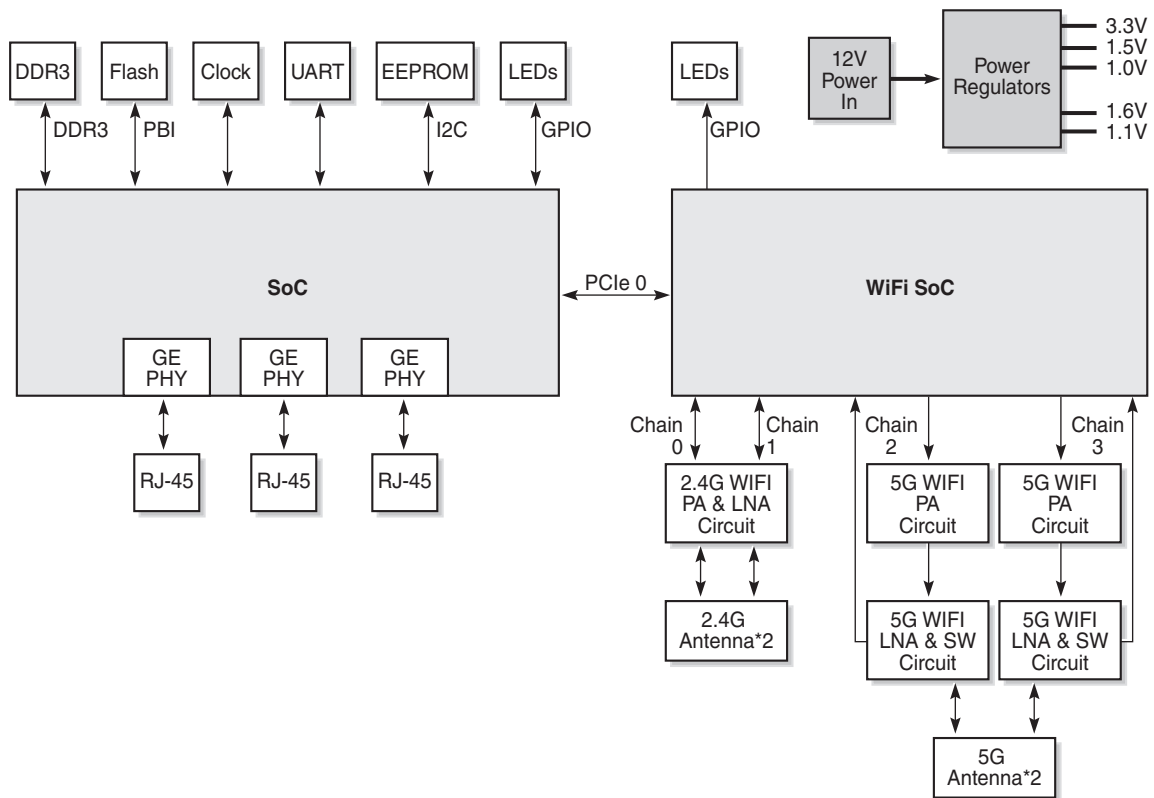 DDR3
Flash
Clock
UART
EEPROM
LEDs
LEDs
12V
Power
In
Power
Regulators
3.3V
1.5V
1.0V
1.6V
1.1V
DDR3
PBI
I2C
GPIO
GPIO
SoC
PCIe 0
WiFi SoC
GE
PHY
GE
PHY
GE
PHY
RJ-45
RJ-45
RJ-45
Chain
0
Chain
1
Chain
2
Chain
3
2.4G WIFI
PA & LNA
Circuit
5G WIFI
PA
Circuit
5G WIFI
PA
Circuit
2.4G
Antenna*2
5G WIFI
LNA & SW
Circuit
5G WIFI
LNA & SW
Circuit
5G
Antenna*2